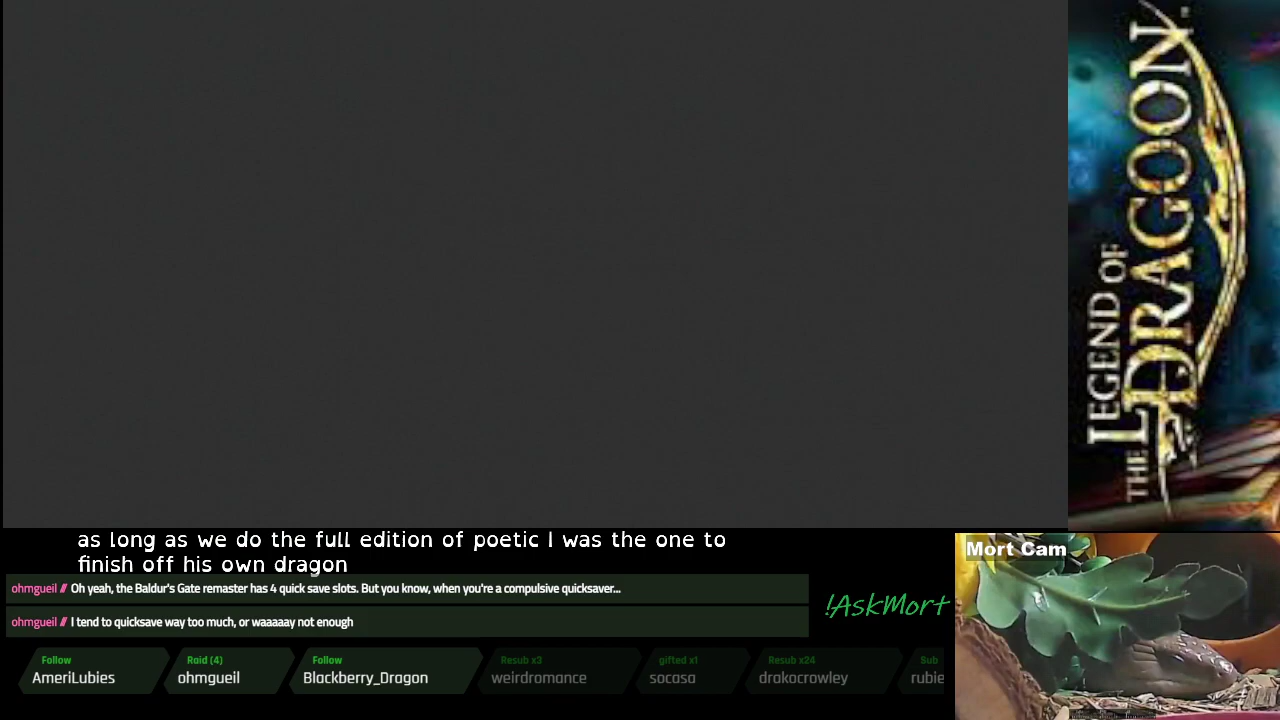 THE LEGEND OF
DRAGOON
as long as we do the full edition of poetic I was the one to
finish off his own dragon
ohmgueil // Oh yeah, the Baldur's Gate remaster has 4 quick save slots. But you know, when you're a compulsive quicksaver...
ohmgueil // I tend to quicksave way too much, or waaaaay not enough
!AskMort
Mort Cam
Follow
AmeriLubies
Raid (4)
ohmgueil
Follow
Blackberry_Dragon
Resub x3
weirdromance
gifted x1
socasa
Resub x24
drakocrowley
Sub
rubie